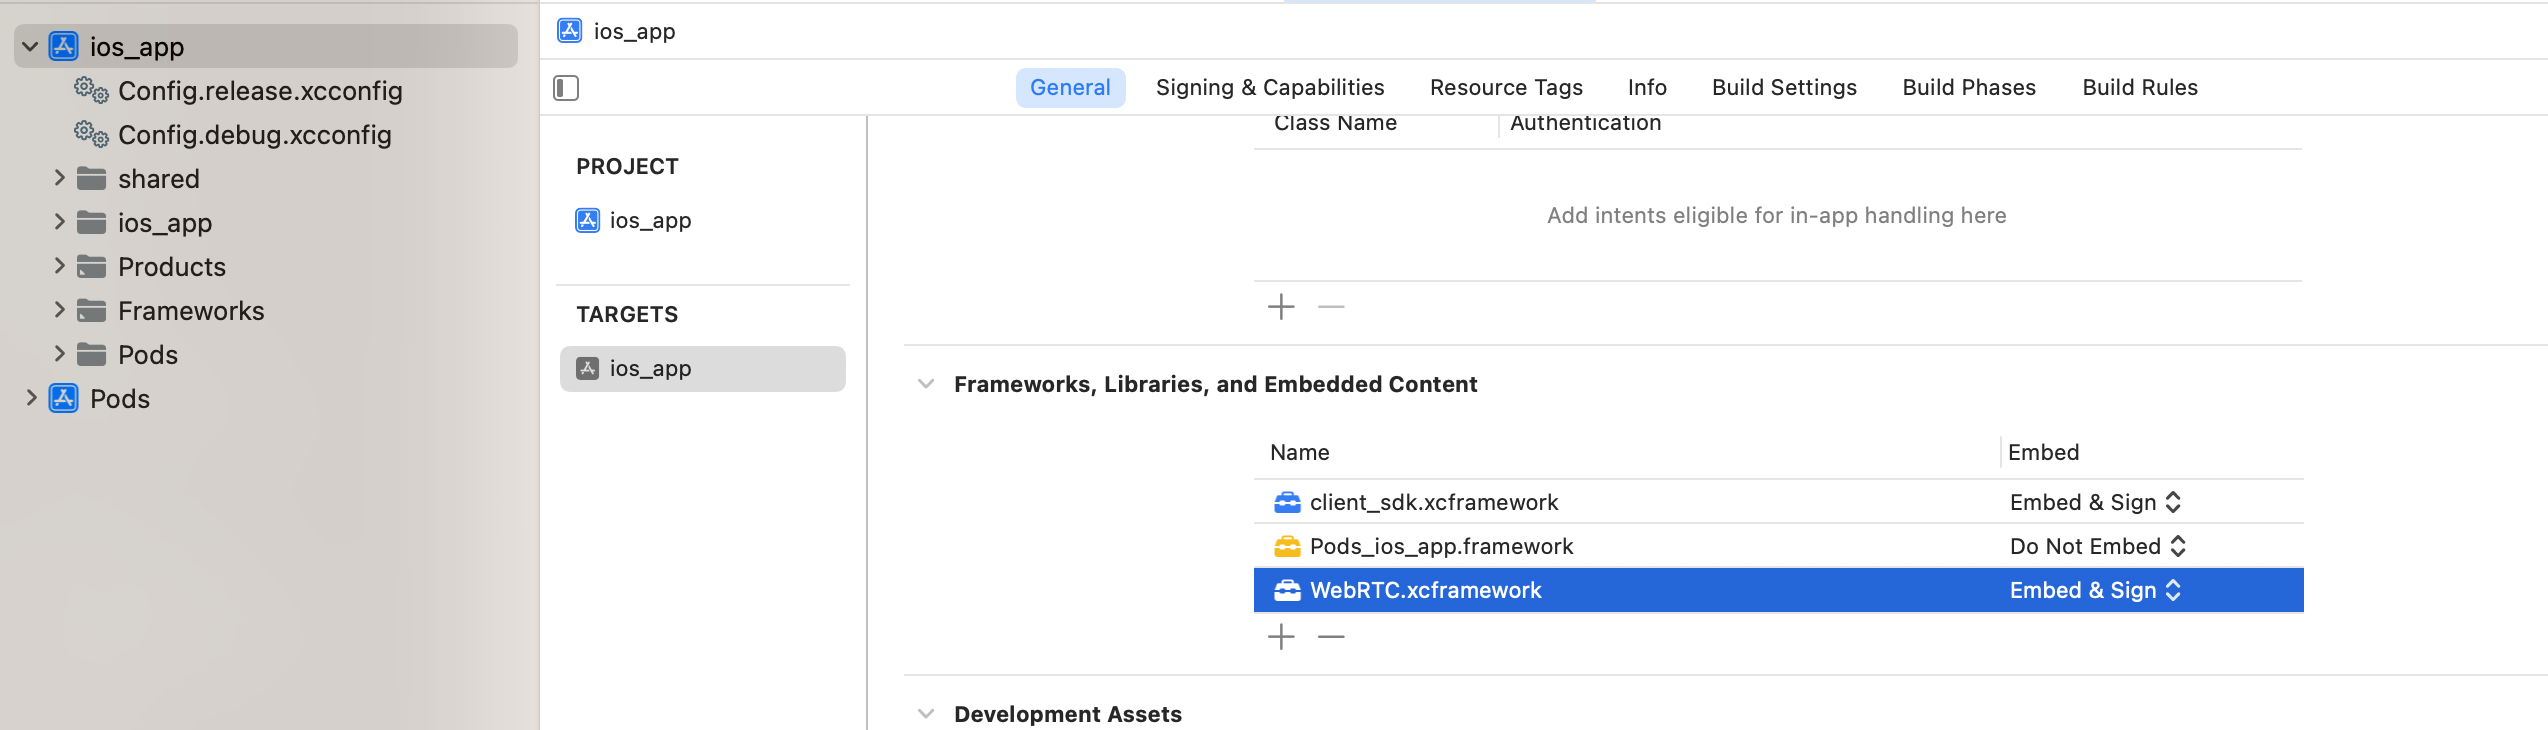 ios_app
Config.release.xcconfig
Config.debug.xcconfig
shared
ios_app
Products
Frameworks
Pods
Pods
ios_app
General Signing & Capabilities Resource Tags Info Build Settings Build Phases Build Rules
PROJECT
ios_app
TARGETS
ios_app
Class Name Authentication
Add intents eligible for in-app handling here
Frameworks, Libraries, and Embedded Content
Name Embed
client_sdk.xcframework Embed & Sign
Pods_ios_app.framework Do Not Embed
WebRTC.xcframework Embed & Sign
Development Assets